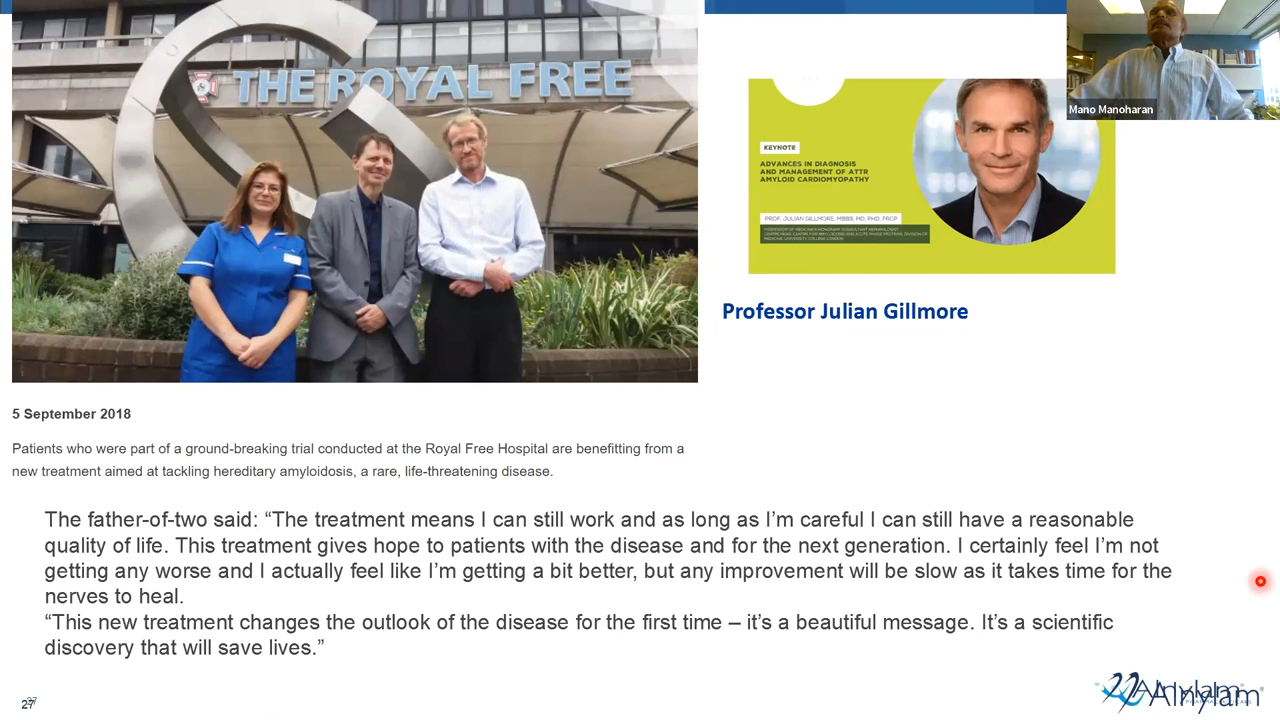 THE ROYAL FREE
Mano Manoharan
KEYNOTE
ADVANCES IN DIAGNOSIS
AND MANAGEMENT OF ATTR
AMYLOID CARDIOMYOPATHY
PROF. JULIAN GILLMORE, MBBS, MD, PHD, FRCP
MEDICINE, UNIVERSITY COLLEGE LONDON
Professor Julian Gillmore
5 September 2018
Patients who were part of a ground-breaking trial conducted at the Royal Free Hospital are benefitting from a
new treatment aimed at tackling hereditary amyloidosis, a rare, life-threatening disease.
The father-of-two said: “The treatment means I can still work and as long as I’m careful I can still have a reasonable
quality of life. This treatment gives hope to patients with the disease and for the next generation. I certainly feel I’m not
getting any worse and I actually feel like I’m getting a bit better, but any improvement will be slow as it takes time for the
nerves to heal.
“This new treatment changes the outlook of the disease for the first time – it’s a beautiful message. It’s a scientific
discovery that will save lives.”
27
Alnylam